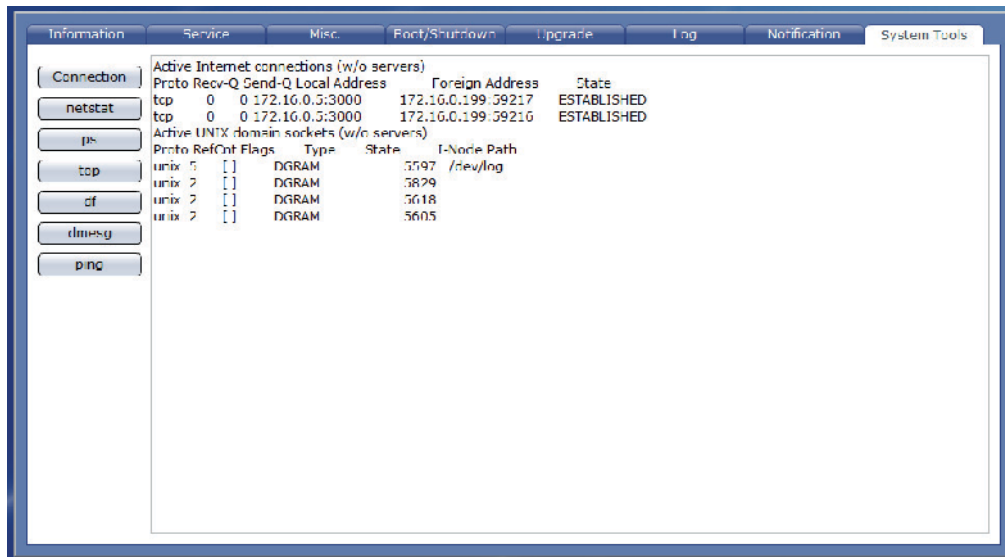 Information Service Misc. Boot/Shutdown Upgrade Log Notification System Tools
Connection
netstat
ps
top
df
dmesg
ping
Active Internet connections (w/o servers)
Proto Recv-Q Send-Q Local Address Foreign Address State
tcp 0 0 172.16.0.5:3000 172.16.0.199:59217 ESTABLISHED
tcp 0 0 172.16.0.5:3000 172.16.0.199:59216 ESTABLISHED
Active UNIX domain sockets (w/o servers)
Proto RefCnt Flags Type State I-Node Path
unix 5 [ ] DGRAM 5597 /dev/log
unix 2 [ ] DGRAM 5829
unix 2 [ ] DGRAM 5618
unix 2 [ ] DGRAM 5605